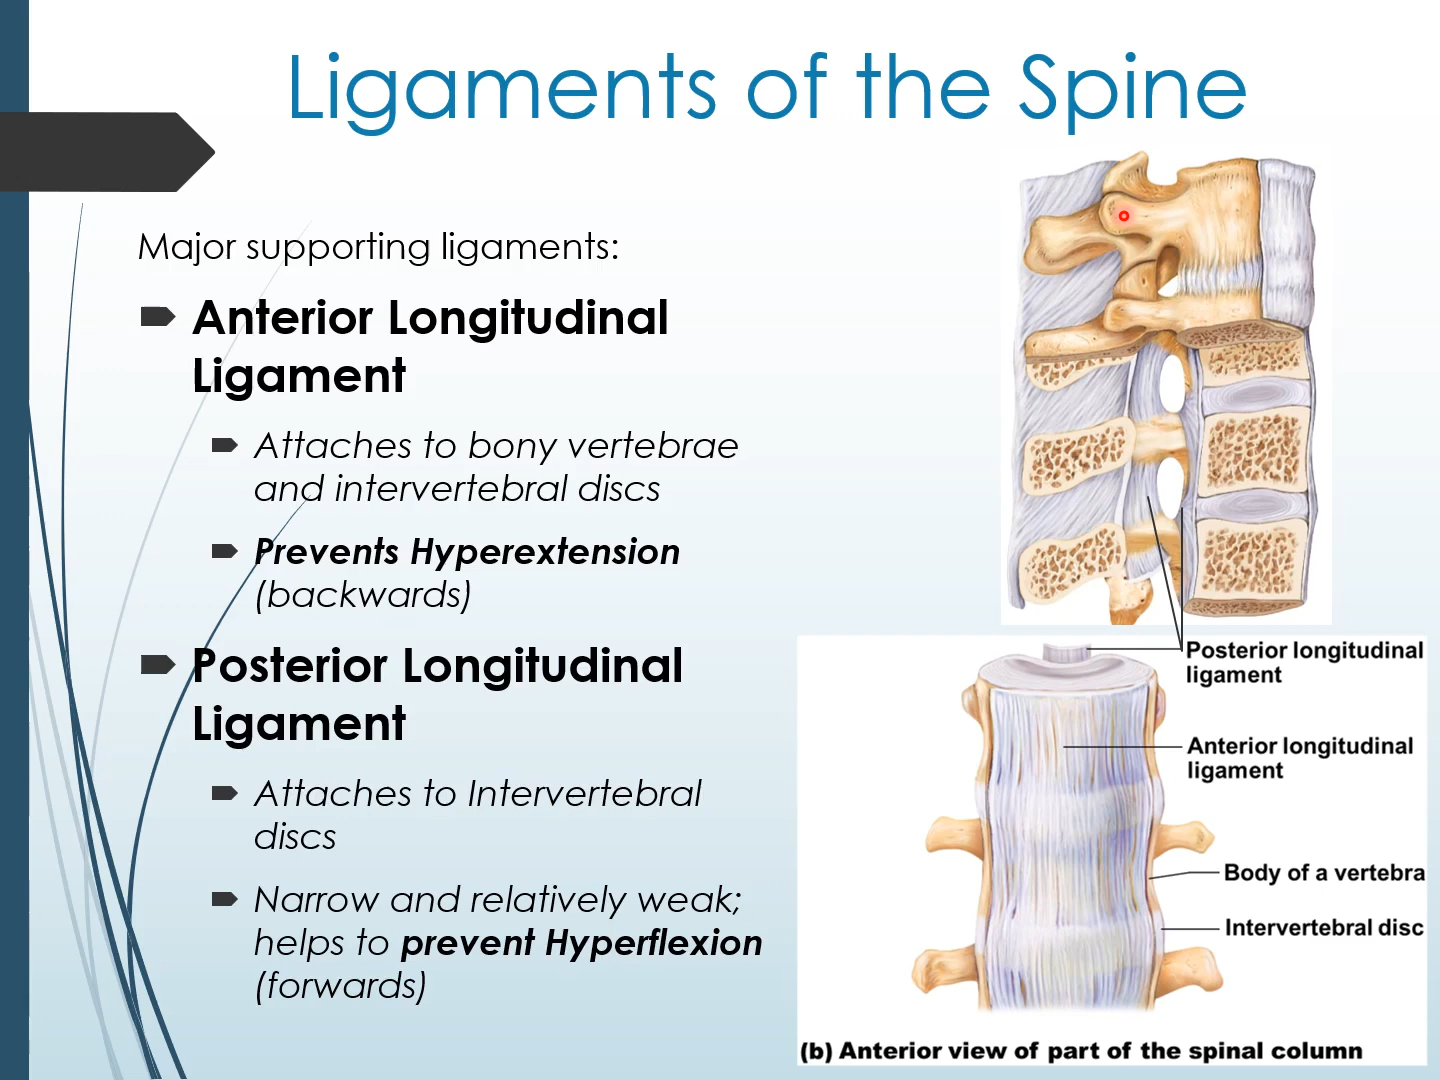 Ligaments of the Spine
Major supporting ligaments:
Anterior Longitudinal
Ligament
Attaches to bony vertebrae
and intervertebral discs
Prevents Hyperextension
(backwards)
Posterior Longitudinal
Ligament
Attaches to Intervertebral
discs
Narrow and relatively weak;
helps to prevent Hyperflexion
(forwards)
Posterior longitudinal
ligament
Anterior longitudinal
ligament
Body of a vertebra
Intervertebral disc
(b) Anterior view of part of the spinal column